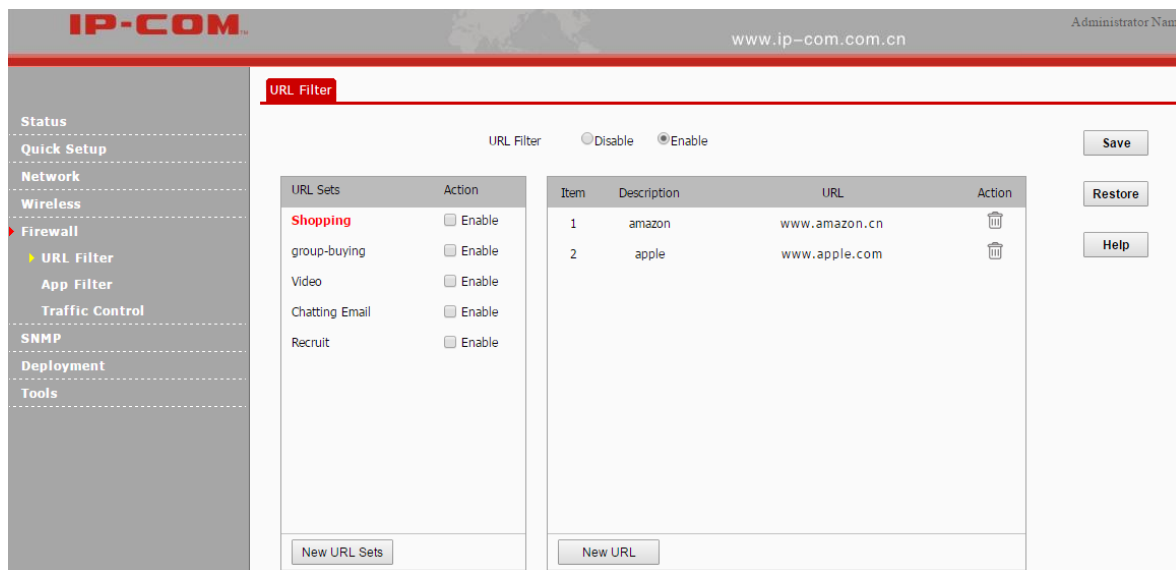 IP-COM
www.ip-com.com.cn
Administrator Nam
URL Filter
Status
Quick Setup
Network
Wireless
Firewall
URL Filter
App Filter
Traffic Control
SNMP
Deployment
Tools
URL Filter Disable Enable
URL Sets Action
Shopping Enable
group-buying Enable
Video Enable
Chatting Email Enable
Recruit Enable
New URL Sets
Item Description URL Action
1 amazon www.amazon.cn
2 apple www.apple.com
New URL
Save
Restore
Help